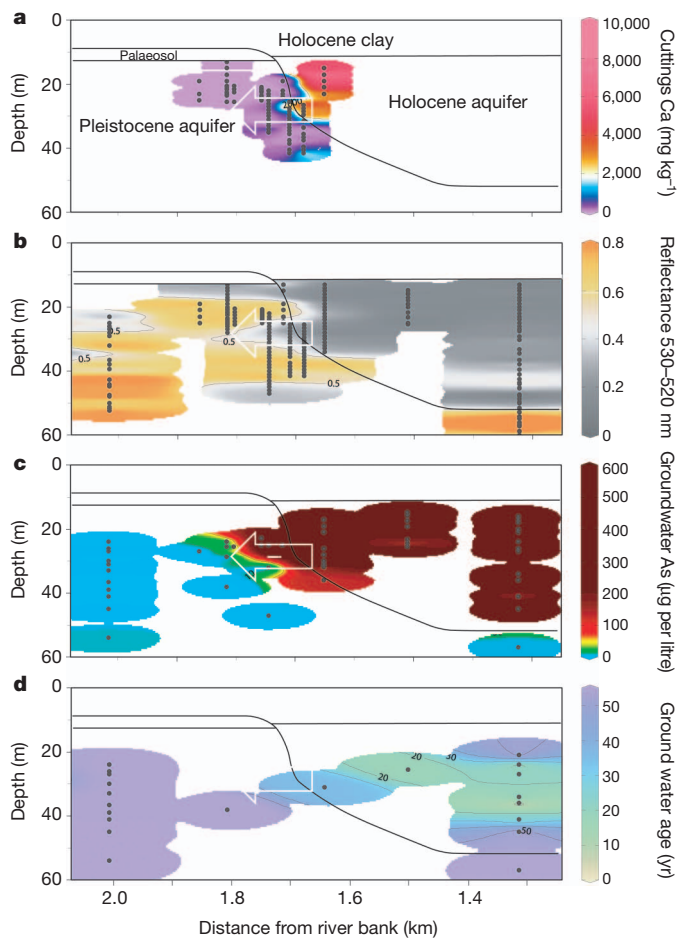 a
0
20
40
60
Depth (m)
Palaeosol
Holocene clay
Pleistocene aquifer
Holocene aquifer
10,000
8,000
6,000
4,000
2,000
0
Cuttings Ca
(mg kg⁻¹)
b
0
20
40
60
Depth (m)
0.5
0.5
0.5
0.5
0.8
0.6
0.4
0.2
0
Reflectance 530–520 nm
c
0
20
40
60
Depth (m)
600
500
400
300
200
100
0
Groundwater As (µg per litre)
d
0
20
40
60
Depth (m)
20
20
30
50
50
40
30
20
10
0
Ground water age (yr)
2.0
1.8
1.6
1.4
Distance from river bank (km)